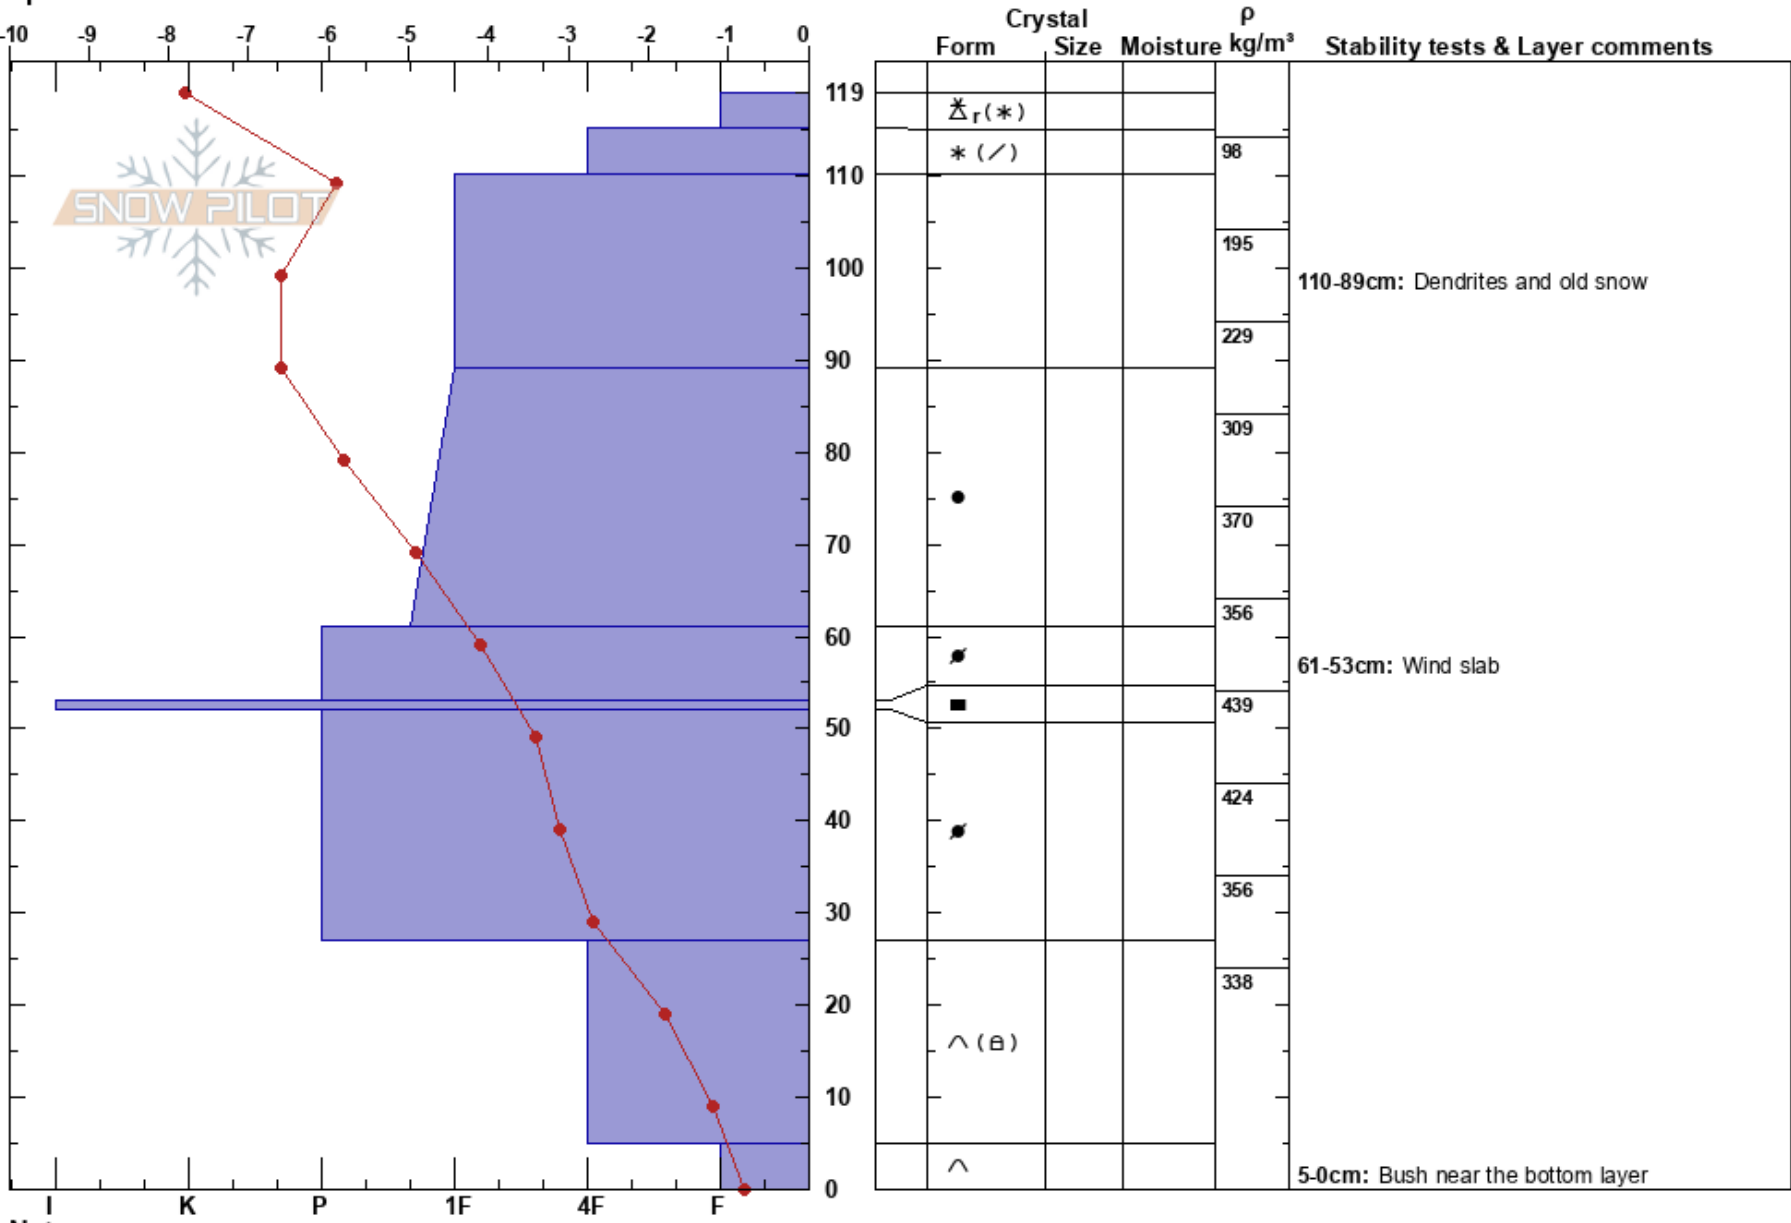 -10 -9 -8 -7 -6 -5 -4 -3 -2 -1 0
Crystal
Form Size Moisture
ρ
kg/m³
Stability tests & Layer comments
SNOW PILOT
119
110
100
90
80
70
60
50
40
30
20
10
0
r (*)
* (/)
98
195
229
309
370
356
439
424
356
338
110-89cm: Dendrites and old snow
61-53cm: Wind slab
5-0cm: Bush near the bottom layer
I K P 1F 4F F